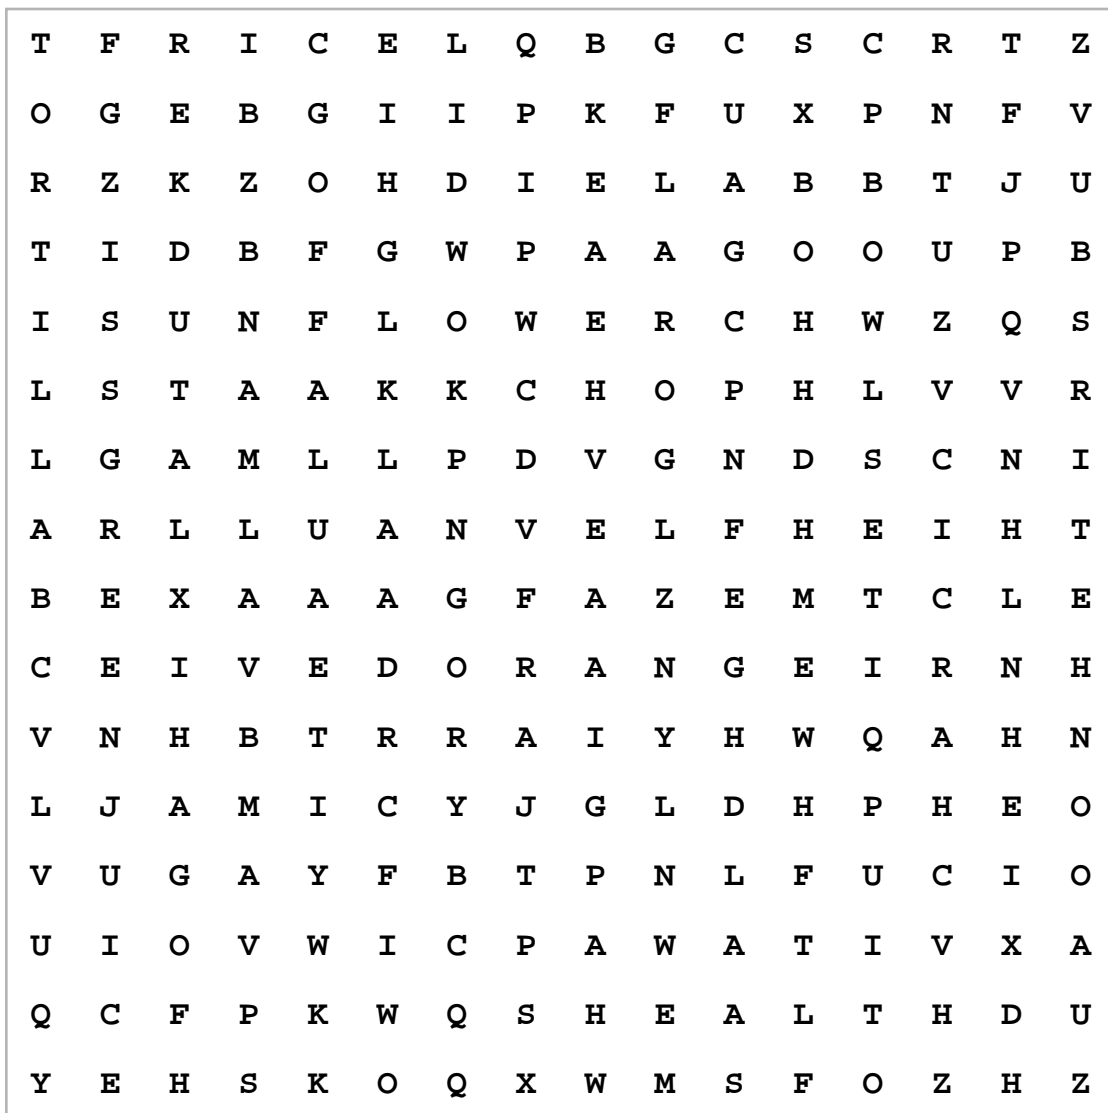 T F R I C E L Q B G C S C R T Z
O G E B G I I P K F U X P N F V
R Z K Z O H D I E L A B B T J U
T I D B F G W P A A G O O U P B
I S U N F L O W E R C H W Z Q S
L S T A A K K C H O P H L V V R
L G A M L L P D V G N D S C N I
A R L L U A N V E L F H E I H T
B E X A A A G F A Z E M T C L E
C E I V E D O R A N G E I R N H
V N H B T R R A I Y H W Q A H N
L J A M I C Y J G L D H P H E O
V U G A Y F B T P N L F U C I O
U I O V W I C P A W A T I V X A
Q C F P K W Q S H E A L T H D U
Y E H S K O Q X W M S F O Z H Z